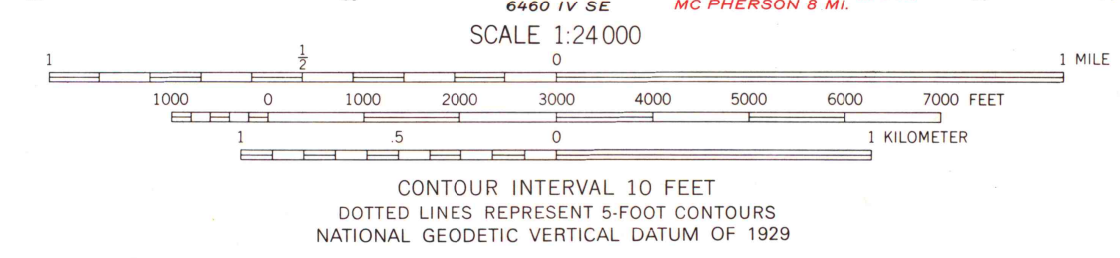 6460 IV SE MC PHERSON 8 MI.
SCALE 1:24 000
1 1/2 0 1 MILE
1000 0 1000 2000 3000 4000 5000 6000 7000 FEET
1 .5 0 1 KILOMETER
CONTOUR INTERVAL 10 FEET
DOTTED LINES REPRESENT 5-FOOT CONTOURS
NATIONAL GEODETIC VERTICAL DATUM OF 1929